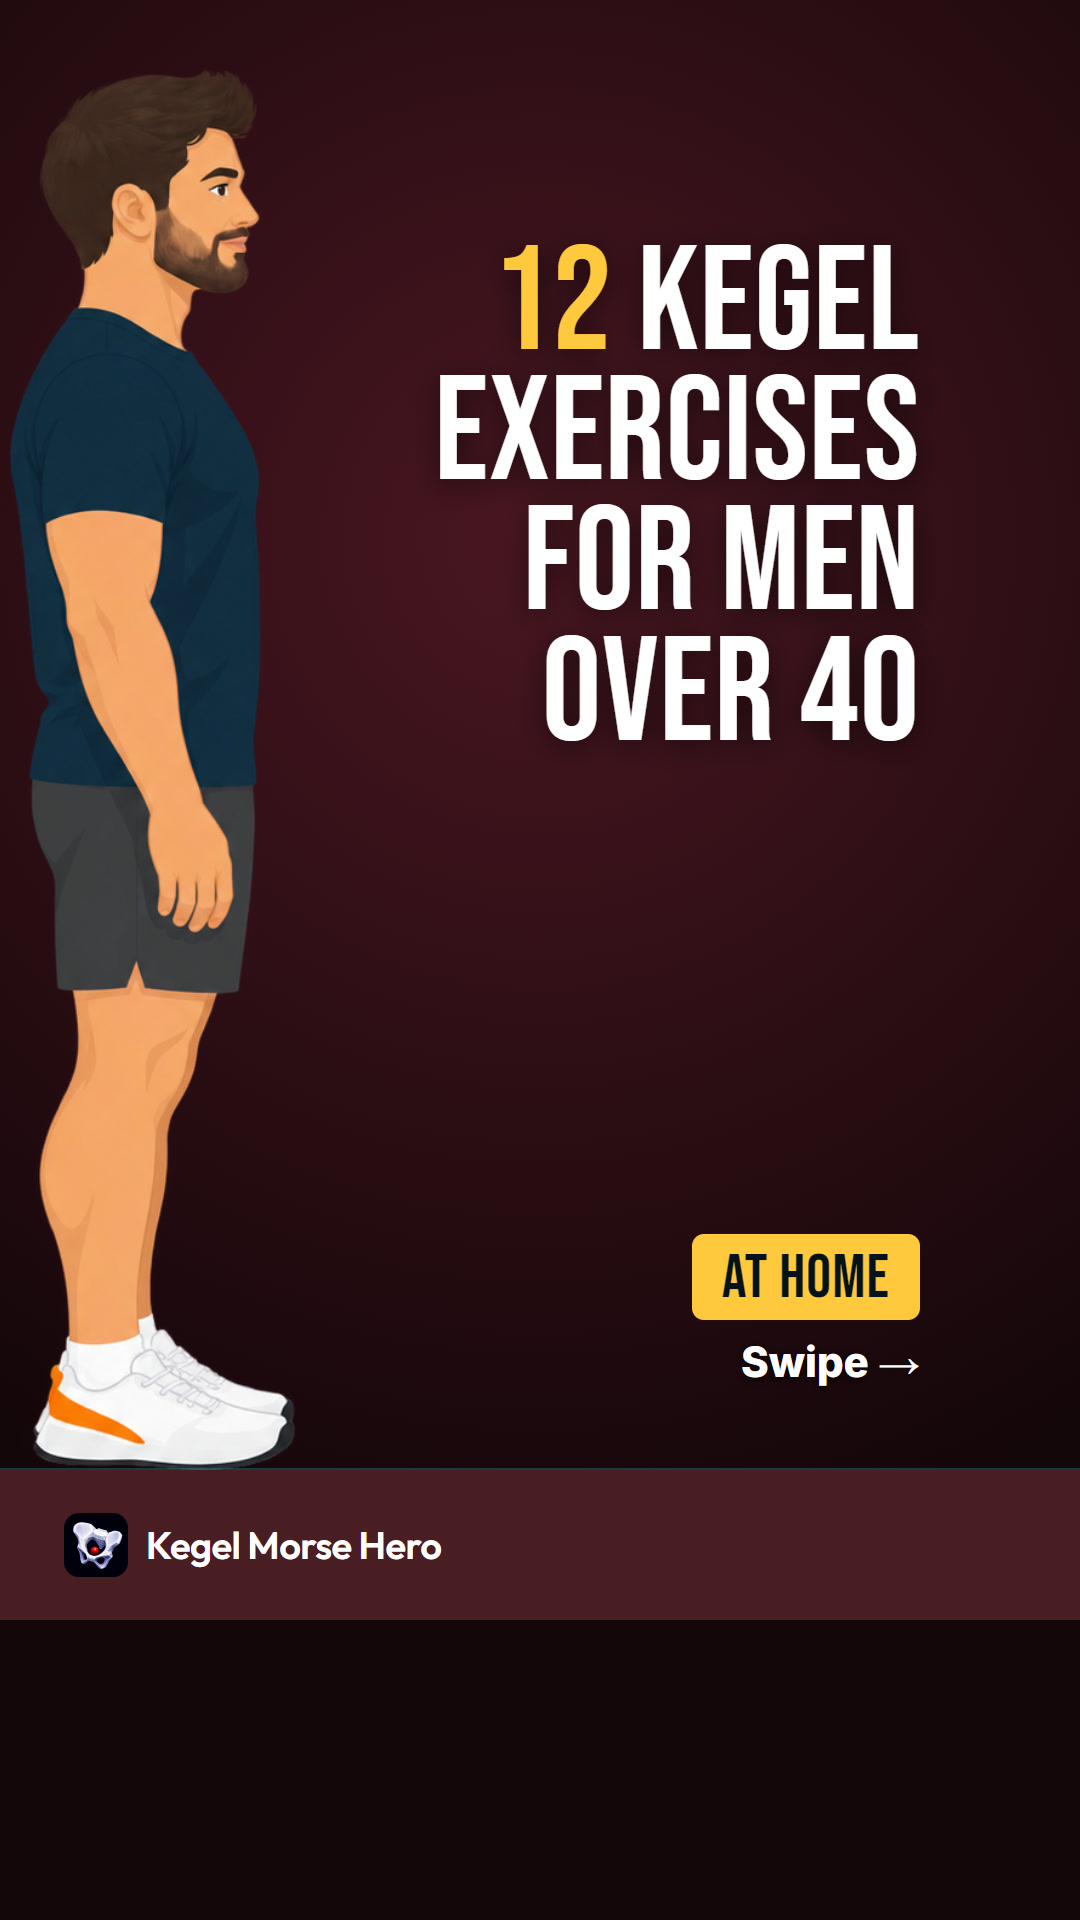 12 KEGEL
EXERCISES
FOR MEN
OVER 40
AT HOME
Swipe →
Kegel Morse Hero